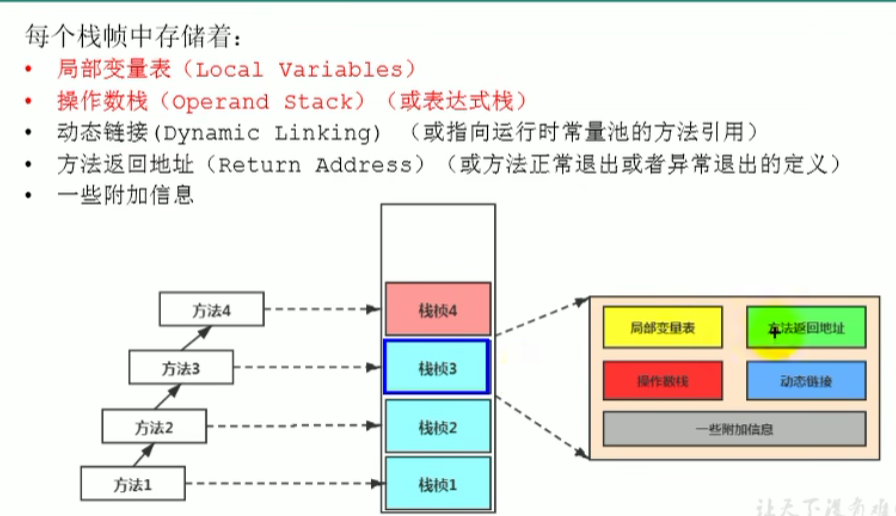 每个栈帧中存储着：
• 局部变量表（Local Variables）
• 操作数栈（Operand Stack）（或表达式栈）
• 动态链接(Dynamic Linking) （或指向运行时常量池的方法引用）
• 方法返回地址（Return Address）（或方法正常退出或者异常退出的定义）
• 一些附加信息
方法4
栈桢4
方法3
栈桢3
方法2
栈桢2
方法1
栈桢1
局部变量表
方法返回地址
操作数栈
动态链接
一些附加信息
让天下没有难